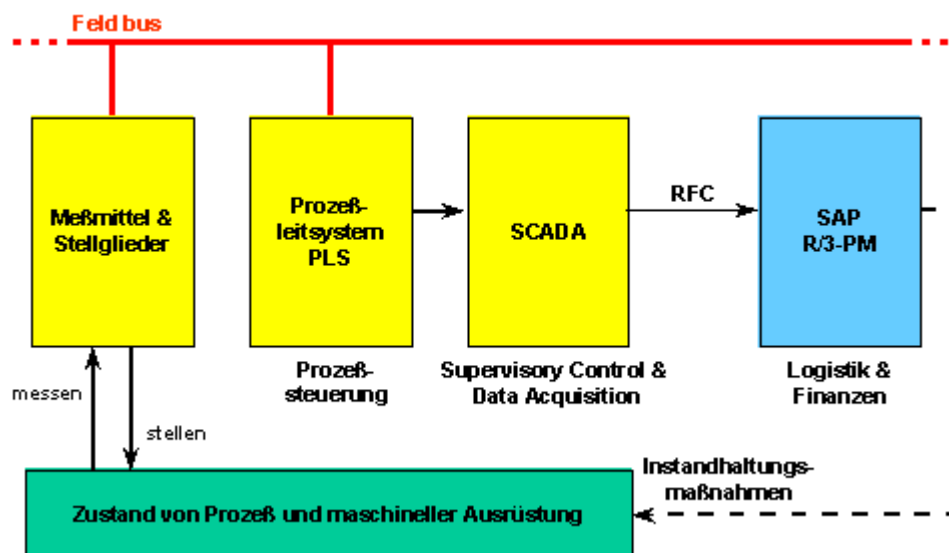 Feld bus
Meßmittel &
Stellglieder
Prozeß-
leitsystem
PLS
SCADA
RFC
SAP
R/3-PM
Prozeß-
steuerung
Supervisory Control &
Data Acquisition
Logistik &
Finanzen
messen
stellen
Instandhaltungs-
maßnahmen
Zustand von Prozeß und maschineller Ausrüstung